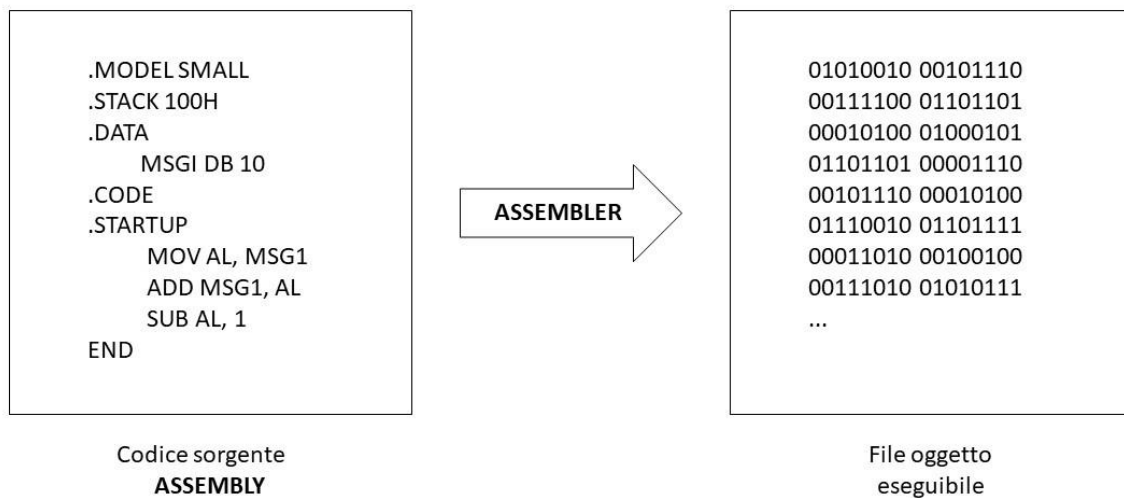 .MODEL SMALL
.STACK 100H
.DATA
MSGI DB 10
.CODE
.STARTUP
MOV AL, MSG1
ADD MSG1, AL
SUB AL, 1
END
Codice sorgente
ASSEMBLY
ASSEMBLER
01010010 00101110
00111100 01101101
00010100 01000101
01101101 00001110
00101110 00010100
01110010 01101111
00011010 00100100
00111010 01010111
...
File oggetto
eseguibile